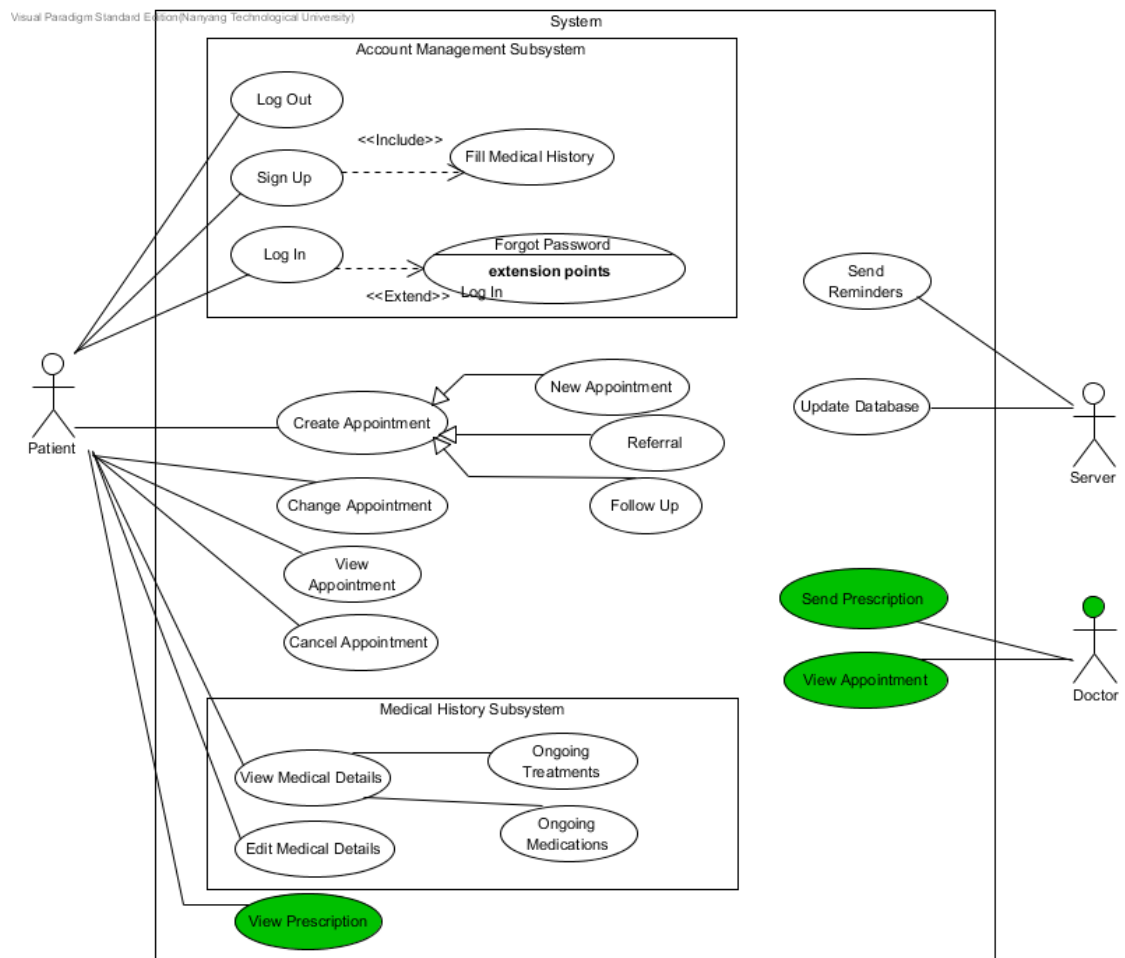 Visual Paradigm Standard Edition(Nanyang Technological University)
System
Account Management Subsystem
Log Out
<<Include>>
Fill Medical History
Sign Up
Log In
Forgot Password
extension points
Log In
<<Extend>>
Send
Reminders
New Appointment
Create Appointment
Update Database
Referral
Patient
Server
Change Appointment
Follow Up
View
Appointment
Send Prescription
Cancel Appointment
View Appointment
Doctor
Medical History Subsystem
View Medical Details
Ongoing
Treatments
Ongoing
Medications
Edit Medical Details
View Prescription